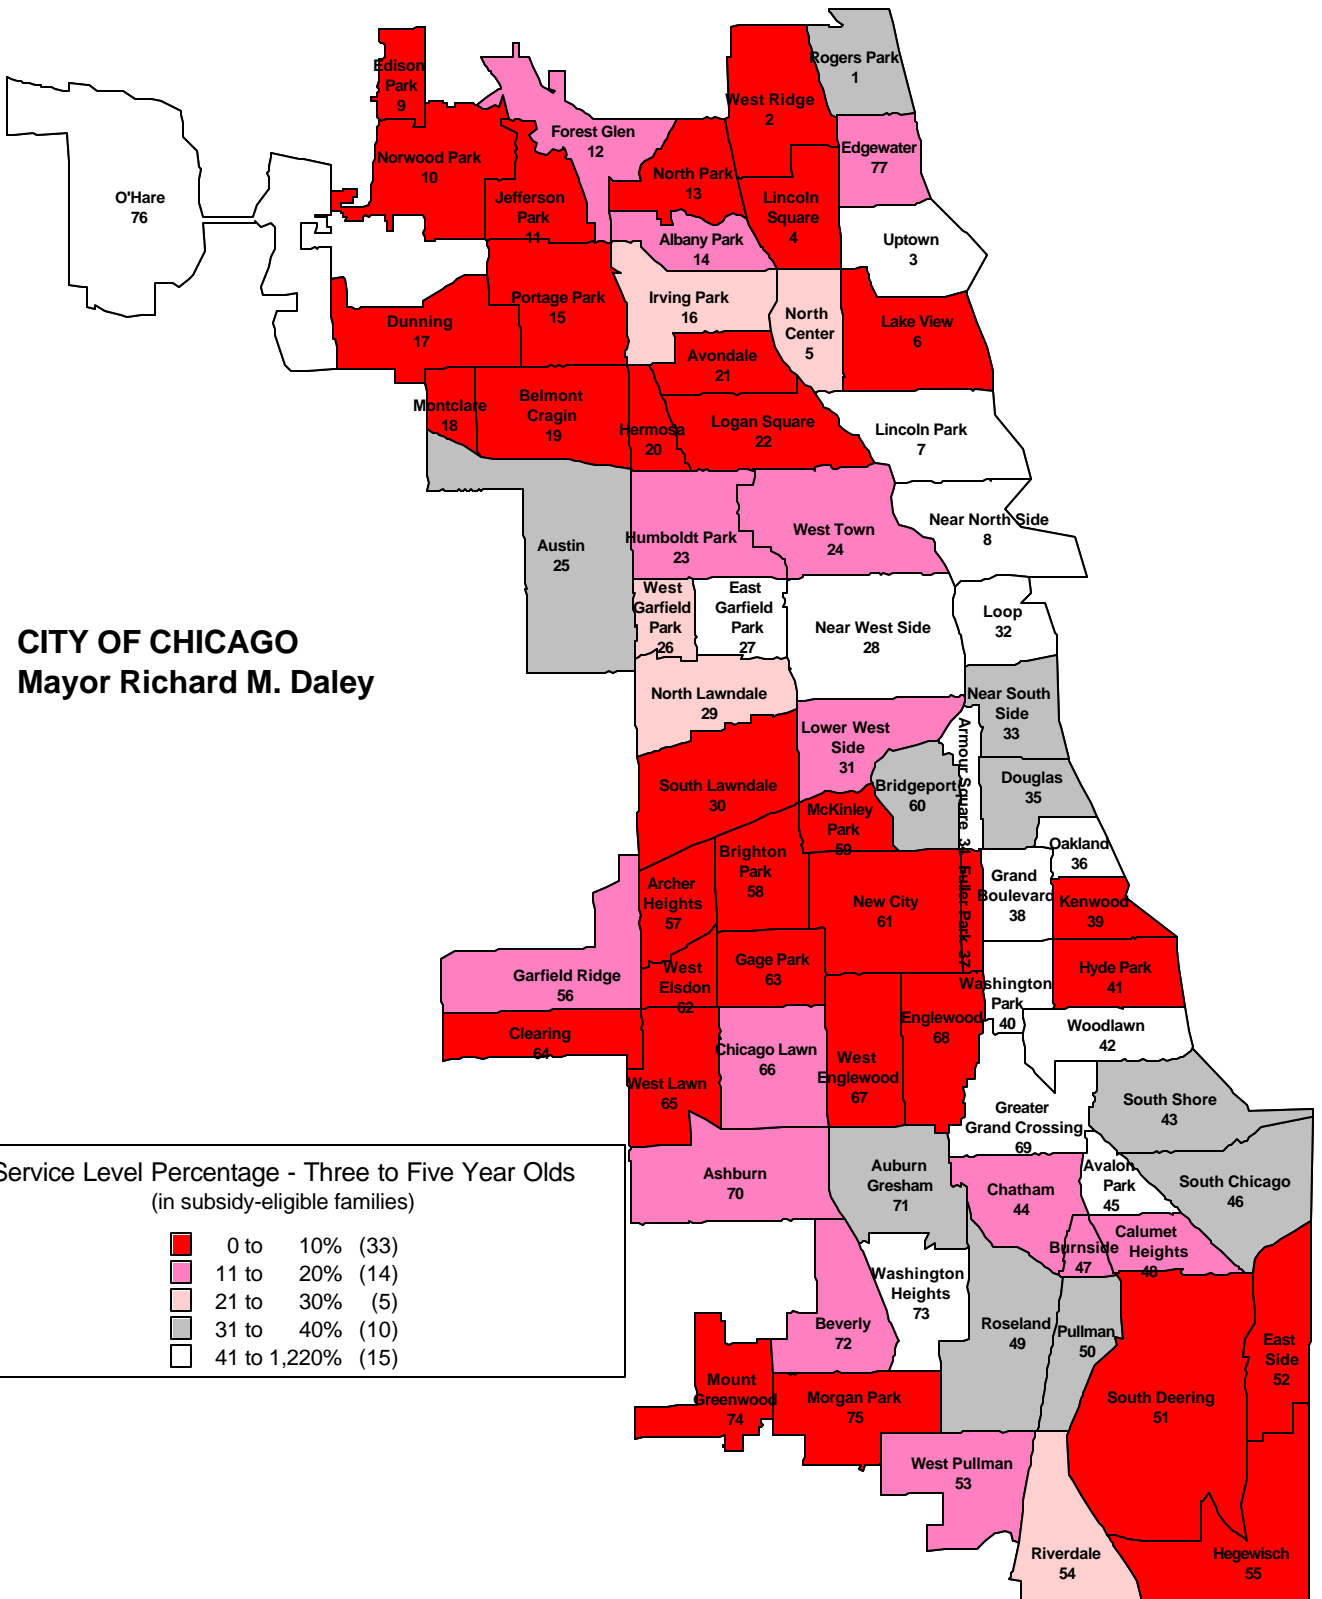 Rogers Park
1
Edison
Park
9
West Ridge
2
Forest Glen
12
Edgewater
77
Norwood Park
10
North Park
13
O'Hare
76
Jefferson
Park
11
Lincoln
Square
4
Albany Park
14
Uptown
3
Portage Park
15
Irving Park
16
North
Center
5
Lake View
6
Dunning
17
Avondale
21
Montclare
18
Belmont
Cragin
19
Hermosa
20
Logan Square
22
Lincoln Park
7
Austin
25
Humboldt Park
23
West Town
24
Near North Side
8
West
Garfield
Park
26
East
Garfield
Park
27
Near West Side
28
Loop
32
CITY OF CHICAGO
Mayor Richard M. Daley
North Lawndale
29
Near South
Side
33
Lower West
Side
31
Armour Square 34
South Lawndale
30
Bridgeport
60
Douglas
35
McKinley
Park
59
Oakland
36
Brighton
Park
58
Archer
Heights
57
New City
61
Fuller Park 37
Grand
Boulevard
38
Kenwood
39
Garfield Ridge
56
West
Elsdon
62
Gage Park
63
Washington
Park
40
Hyde Park
41
Clearing
64
Englewood
68
Woodlawn
42
West Lawn
65
Chicago Lawn
66
West
Englewood
67
Greater
Grand Crossing
69
South Shore
43
Ashburn
70
Auburn
Gresham
71
Chatham
44
Avalon
Park
45
South Chicago
46
Burnside
47
Calumet
Heights
48
Service Level Percentage - Three to Five Year Olds
(in subsidy-eligible families)
0 to 10% (33)
11 to 20% (14)
21 to 30% (5)
31 to 40% (10)
41 to 1,220% (15)
Washington
Heights
73
Beverly
72
Roseland
49
Pullman
50
East
Side
52
Mount
Greenwood
74
Morgan Park
75
South Deering
51
West Pullman
53
Riverdale
54
Hegewisch
55